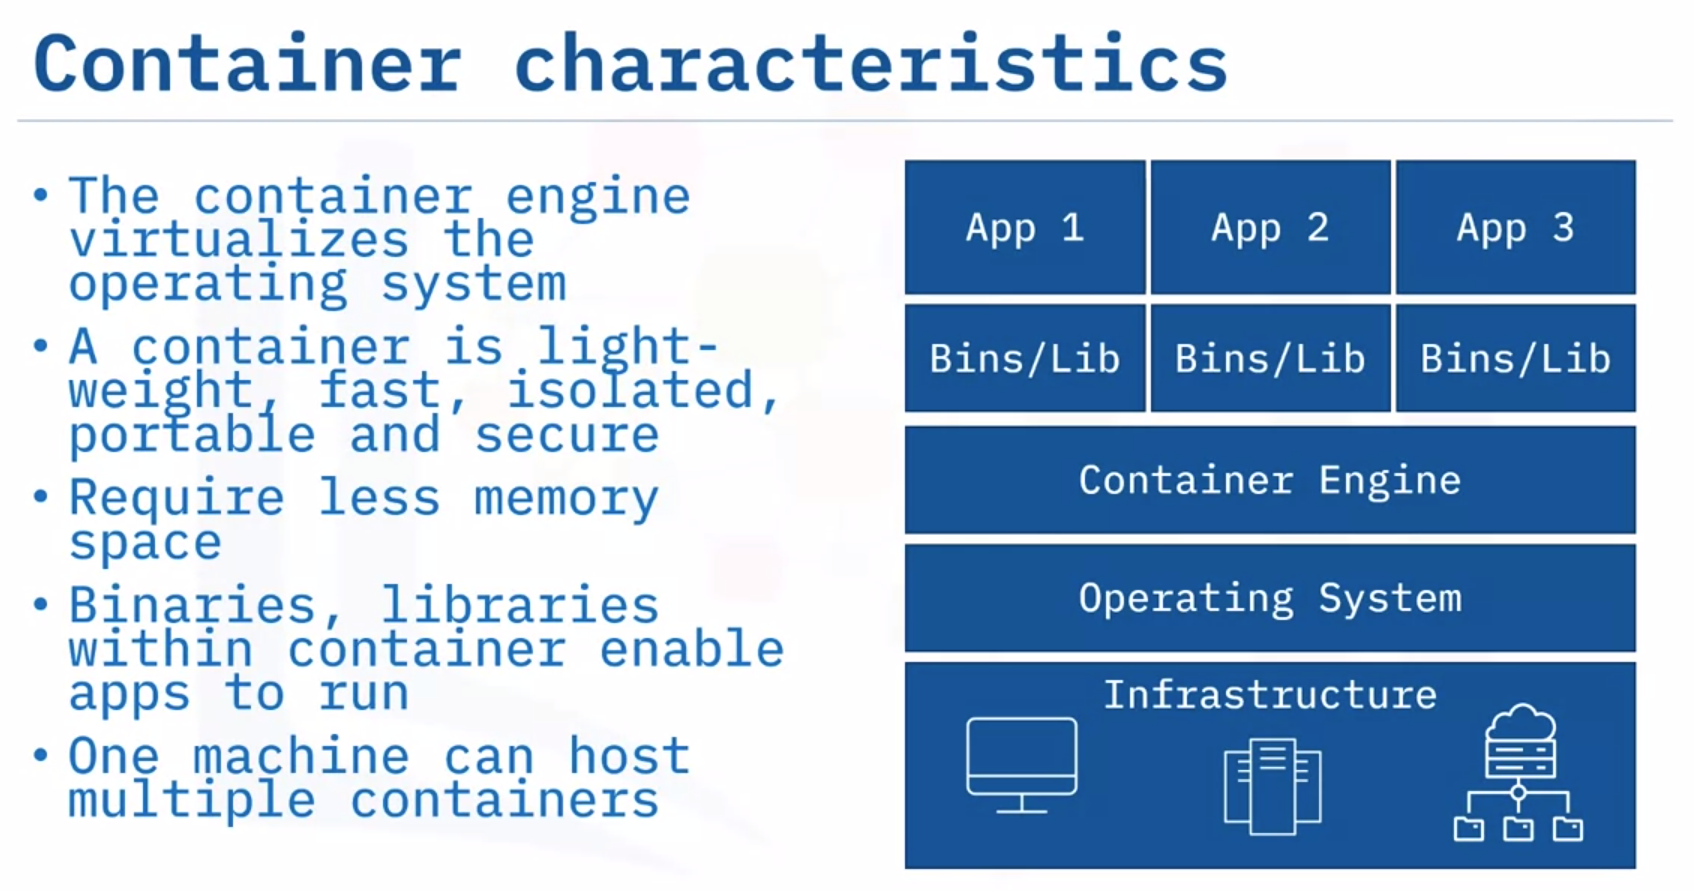 Container characteristics
• The container engine
virtualizes the
operating system
• A container is light-
weight, fast, isolated,
portable and secure
• Require less memory
space
• Binaries, libraries
within container enable
apps to run
• One machine can host
multiple containers
App 1
App 2
App 3
Bins/Lib
Bins/Lib
Bins/Lib
Container Engine
Operating System
Infrastructure